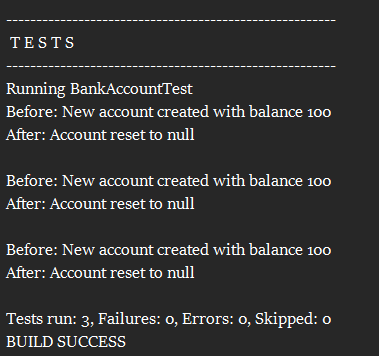 -------------------------------------------------------
T E S T S
-------------------------------------------------------
Running BankAccountTest
Before: New account created with balance 100
After: Account reset to null
Before: New account created with balance 100
After: Account reset to null
Before: New account created with balance 100
After: Account reset to null
Tests run: 3, Failures: 0, Errors: 0, Skipped: 0
BUILD SUCCESS